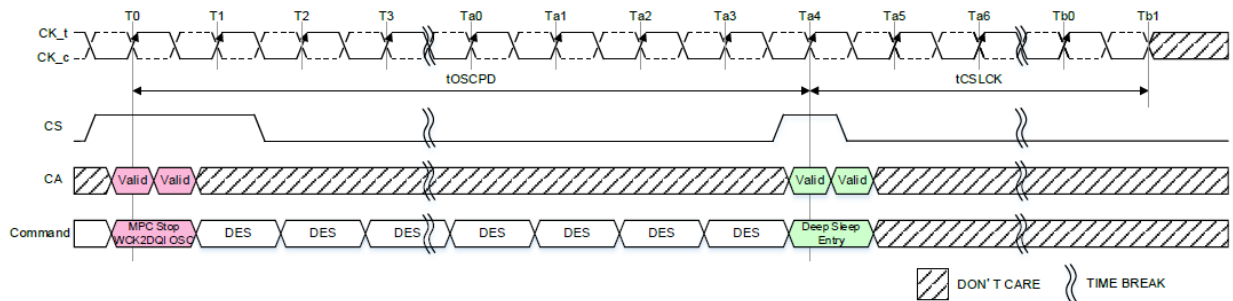 T0 T1 T2 T3 Ta0 Ta1 Ta2 Ta3 Ta4 Ta5 Ta6 Tb0 Tb1
CK_t
CK_c
tOSCPD tCSLCK
CS
CA Valid Valid Valid Valid
Command MPC Stop WCK2DQI OSC DES DES DES DES DES DES DES Deep Sleep Entry
DON'T CARE TIME BREAK